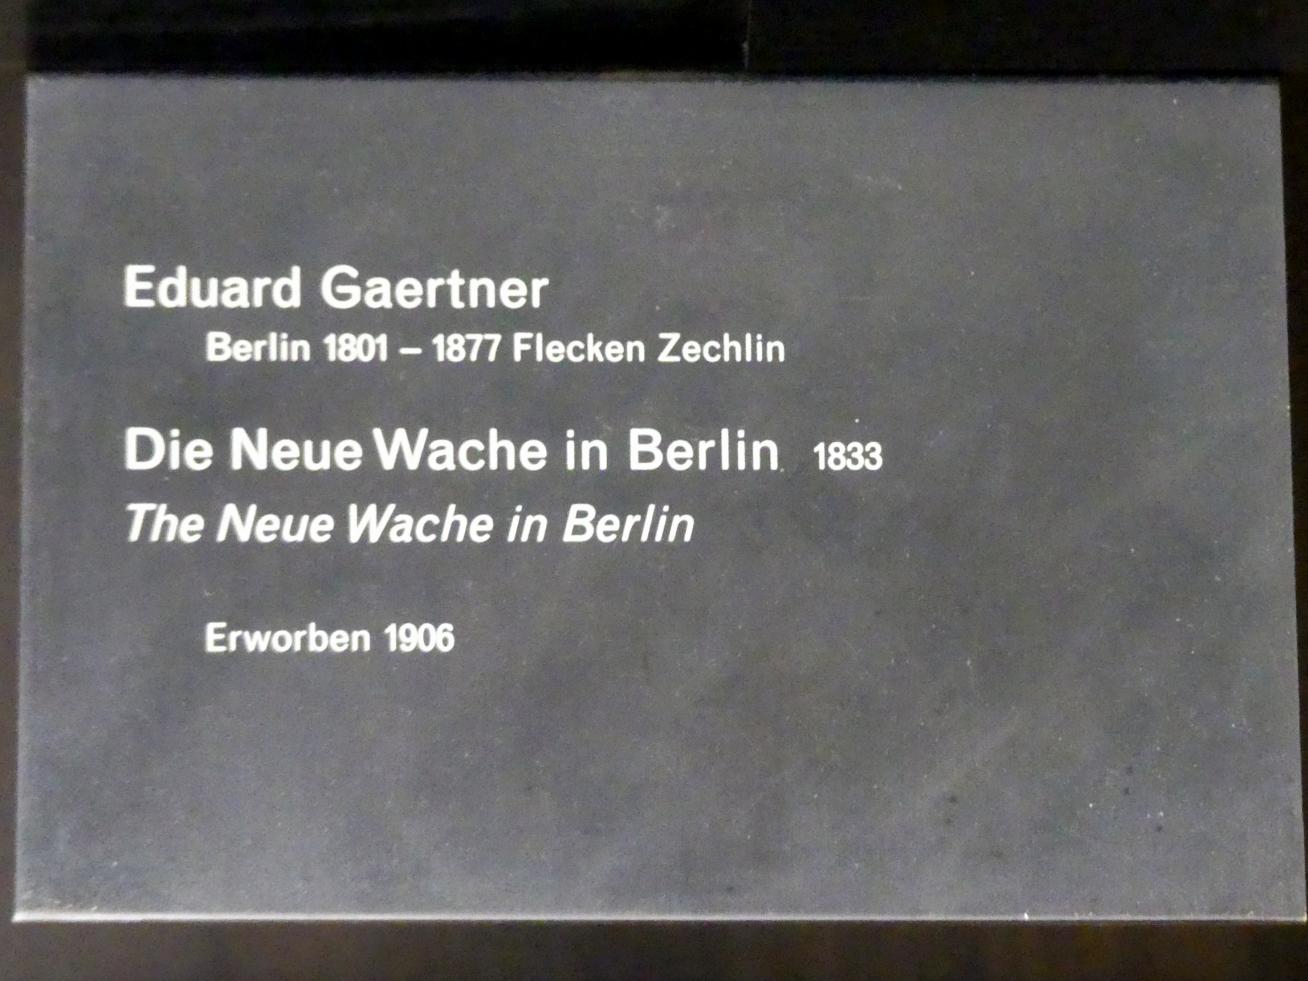 Eduard Gaertner
Berlin 1801 – 1877 Flecken Zechlin
Die Neue Wache in Berlin 1833
The Neue Wache in Berlin
Erworben 1906